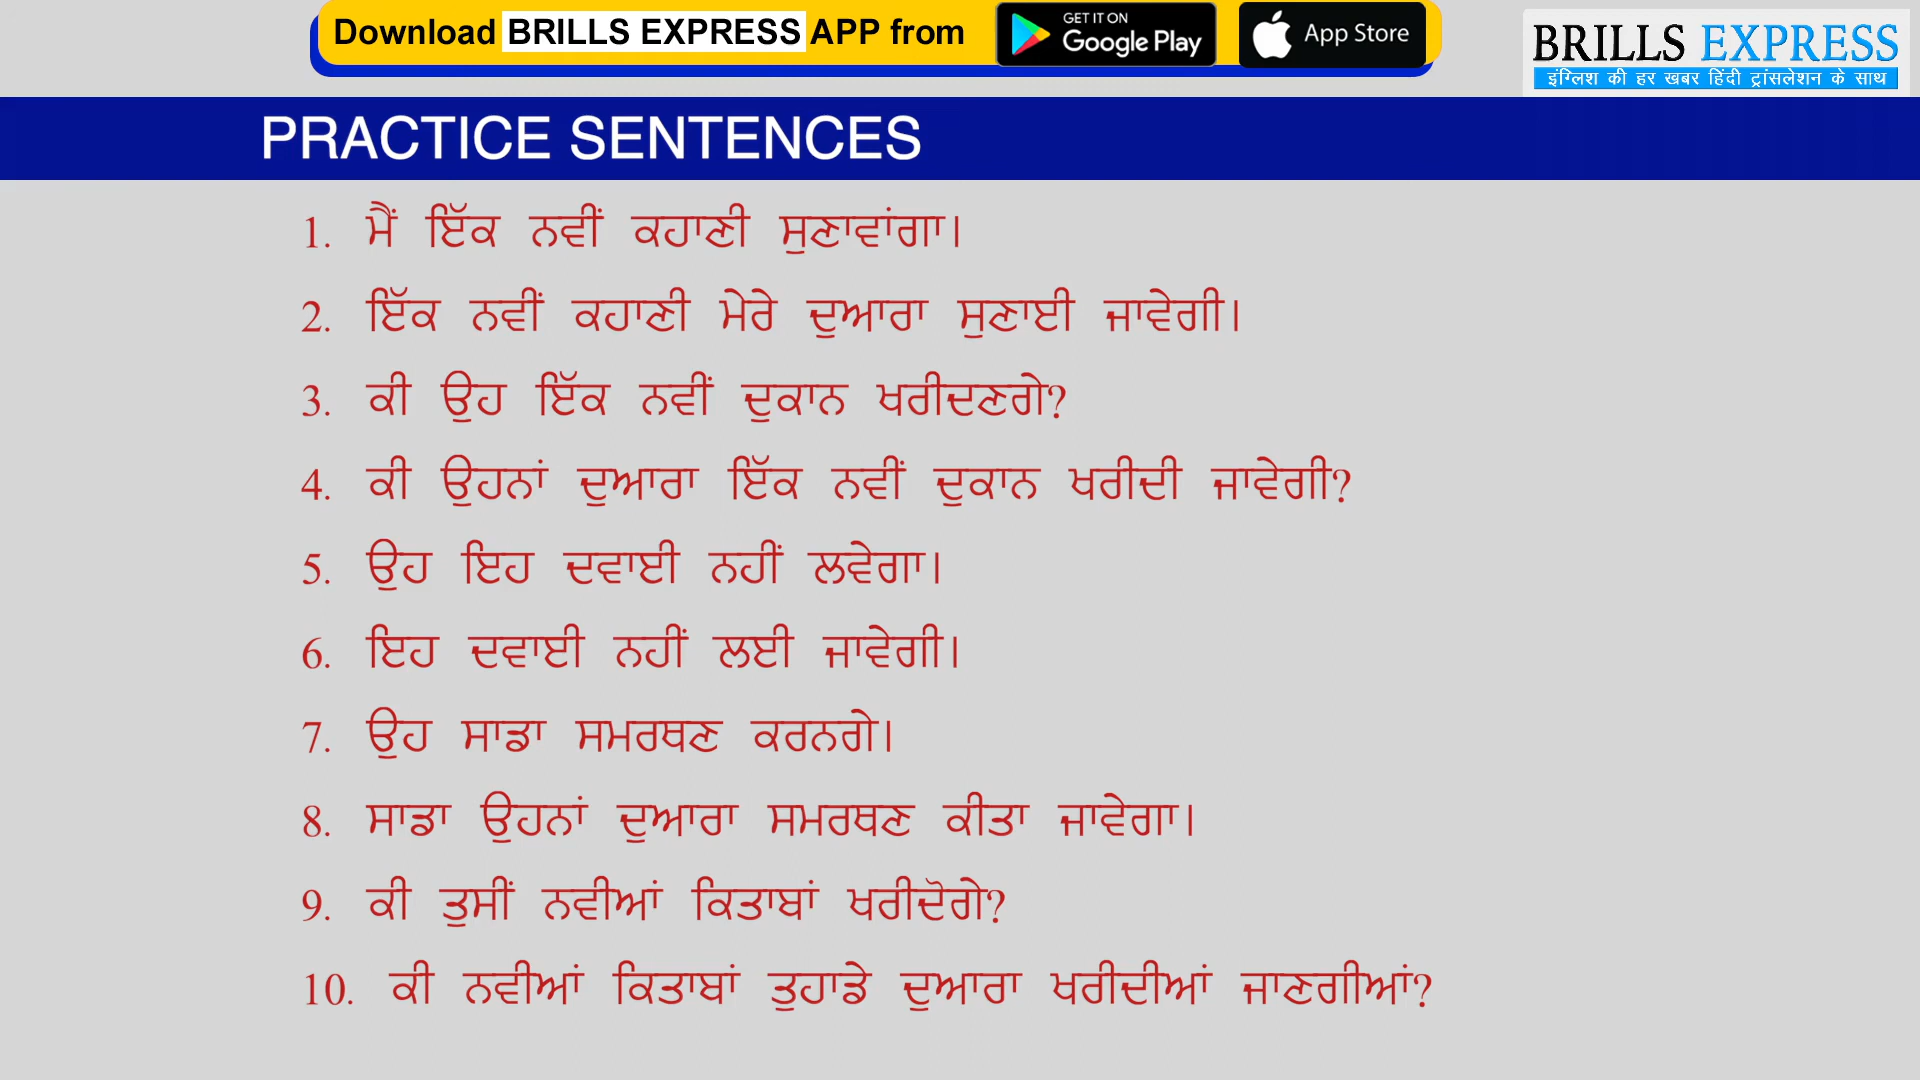 Download BRILLS EXPRESS APP from GET IT ON Google Play App Store
BRILLS EXPRESS
इंग्लिश की हर खबर हिंदी ट्रांसलेशन के साथ
PRACTICE SENTENCES
1. ਮੈਂ ਇੱਕ ਨਵੀਂ ਕਹਾਣੀ ਸੁਣਾਵਾਂਗਾ।
2. ਇੱਕ ਨਵੀਂ ਕਹਾਣੀ ਮੇਰੇ ਦੁਆਰਾ ਸੁਣਾਈ ਜਾਵੇਗੀ।
3. ਕੀ ਉਹ ਇੱਕ ਨਵੀਂ ਦੁਕਾਨ ਖਰੀਦਣਗੇ?
4. ਕੀ ਉਹਨਾਂ ਦੁਆਰਾ ਇੱਕ ਨਵੀਂ ਦੁਕਾਨ ਖਰੀਦੀ ਜਾਵੇਗੀ?
5. ਉਹ ਇਹ ਦਵਾਈ ਨਹੀਂ ਲਵੇਗਾ।
6. ਇਹ ਦਵਾਈ ਨਹੀਂ ਲਈ ਜਾਵੇਗੀ।
7. ਉਹ ਸਾਡਾ ਸਮਰਥਣ ਕਰਨਗੇ।
8. ਸਾਡਾ ਉਹਨਾਂ ਦੁਆਰਾ ਸਮਰਥਣ ਕੀਤਾ ਜਾਵੇਗਾ।
9. ਕੀ ਤੁਸੀਂ ਨਵੀਆਂ ਕਿਤਾਬਾਂ ਖਰੀਦੋਗੇ?
10. ਕੀ ਨਵੀਆਂ ਕਿਤਾਬਾਂ ਤੁਹਾਡੇ ਦੁਆਰਾ ਖਰੀਦੀਆਂ ਜਾਣਗੀਆਂ?